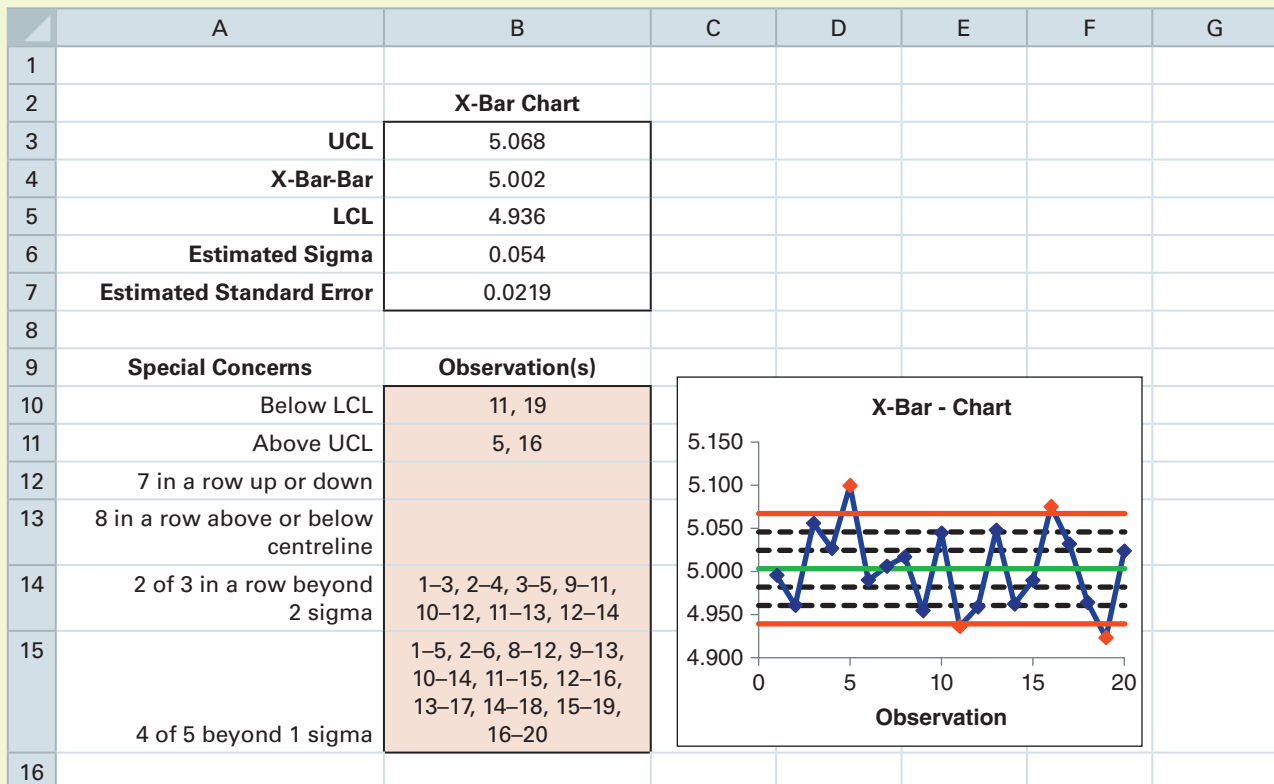 A B C D E F G
1
2 X-Bar Chart
3 UCL 5.068
4 X-Bar-Bar 5.002
5 LCL 4.936
6 Estimated Sigma 0.054
7 Estimated Standard Error 0.0219
8
9 Special Concerns Observation(s)
10 Below LCL 11, 19
11 Above UCL 5, 16
12 7 in a row up or down
13 8 in a row above or below
centreline
14 2 of 3 in a row beyond 1–3, 2–4, 3–5, 9–11,
2 sigma 10–12, 11–13, 12–14
15 1–5, 2–6, 8–12, 9–13,
10–14, 11–15, 12–16,
13–17, 14–18, 15–19,
4 of 5 beyond 1 sigma 16–20
16
X-Bar - Chart
5.150
5.100
5.050
5.000
4.950
4.900
0 5 10 15 20
Observation